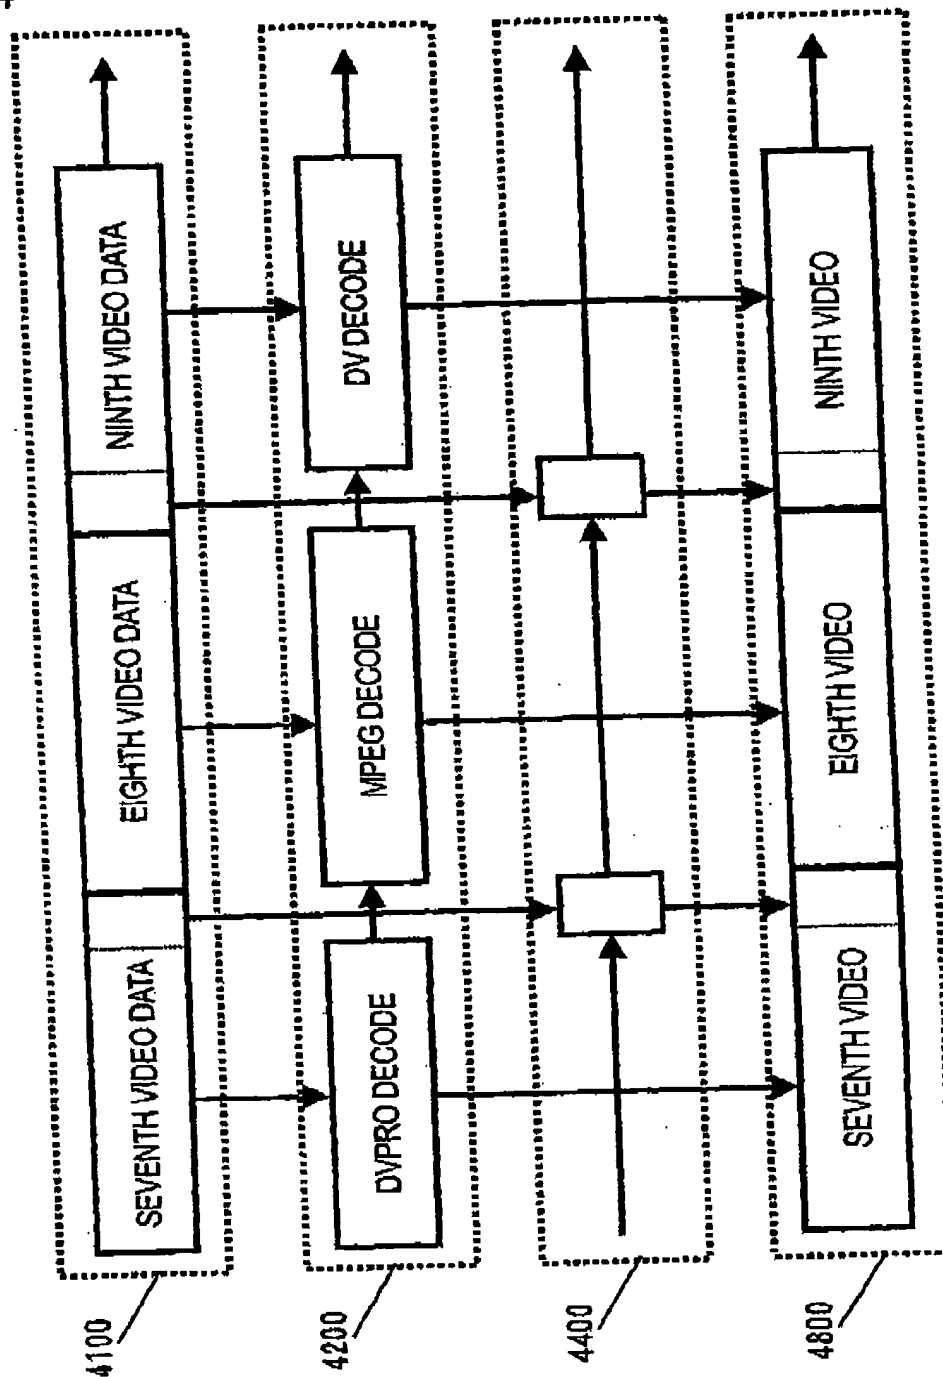 4100
SEVENTH VIDEO DATA
EIGHTH VIDEO DATA
NINTH VIDEO DATA
4200
DVPRO DECODE
MPEG DECODE
DV DECODE
4400
4800
SEVENTH VIDEO
EIGHTH VIDEO
NINTH VIDEO